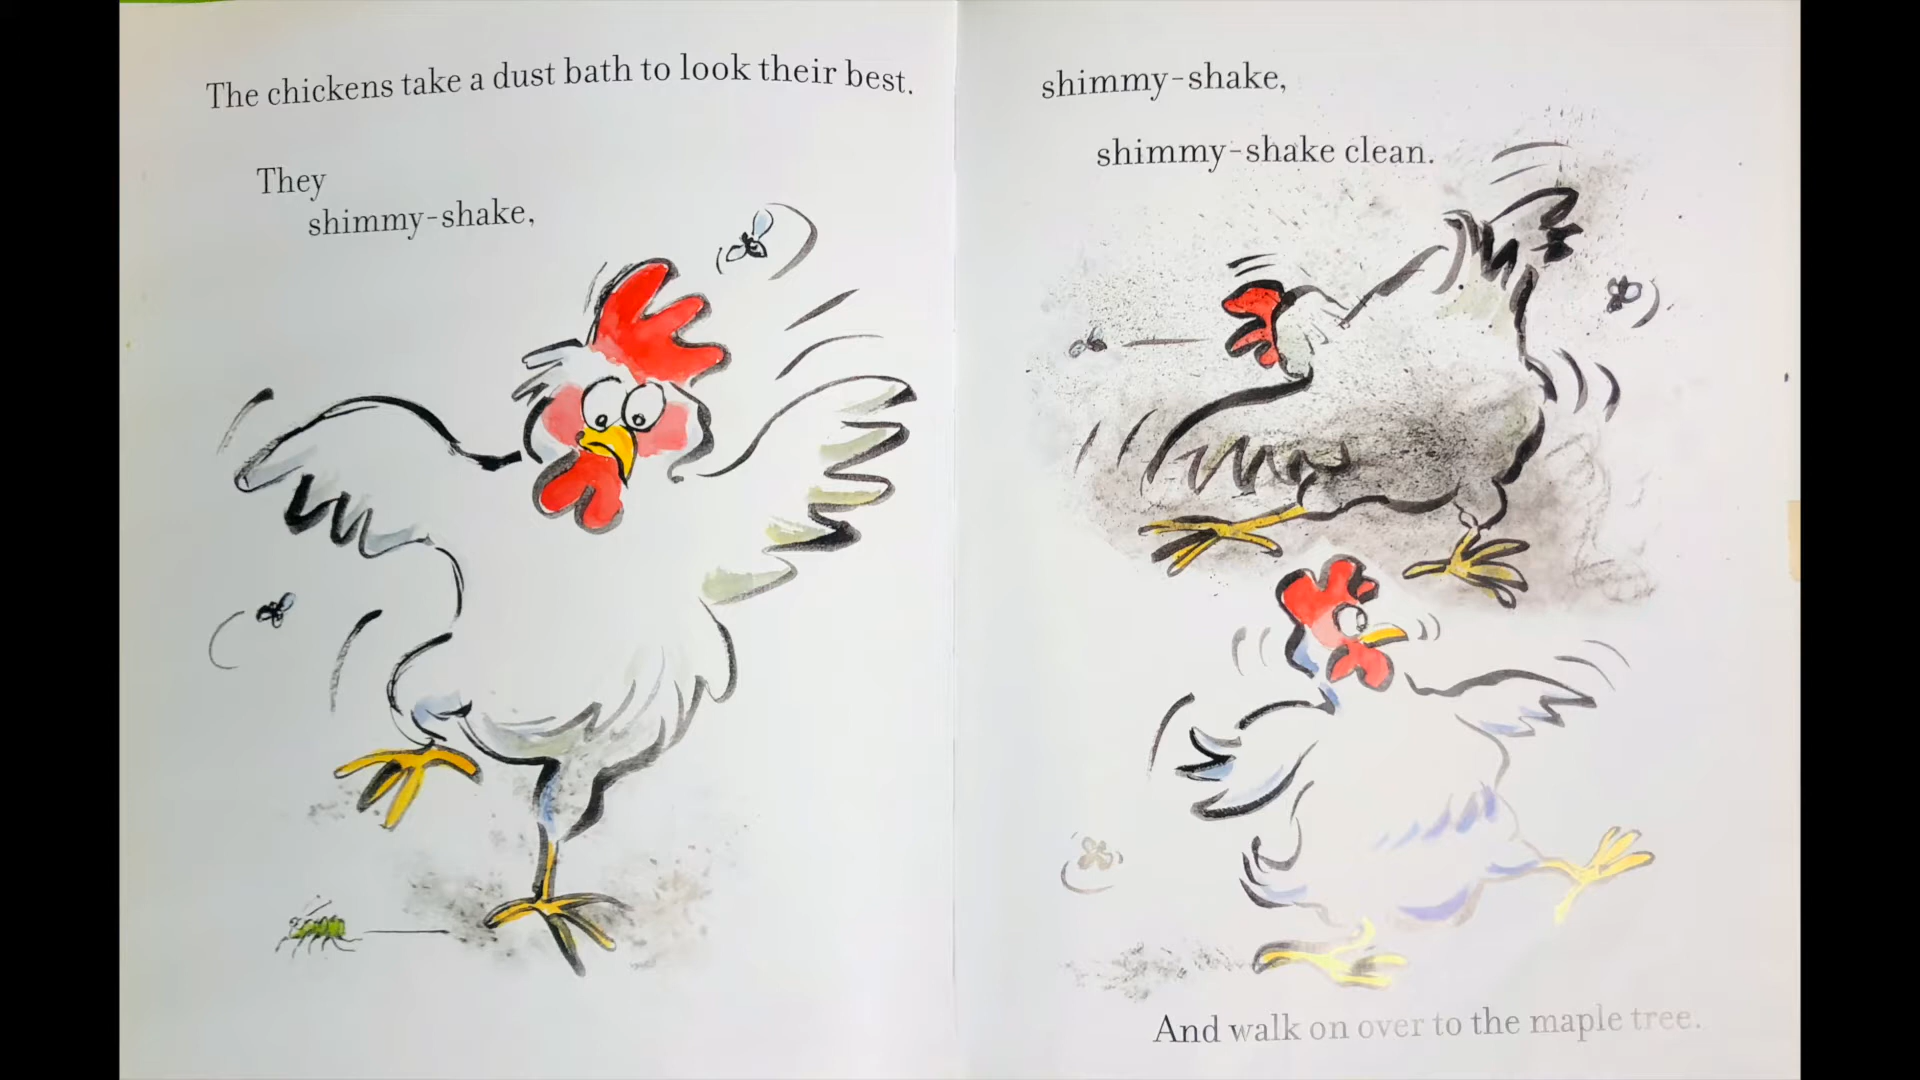 The chickens take a dust bath to look their best.
They
shimmy-shake,
shimmy-shake,
shimmy-shake clean.
And walk on over to the maple tree.